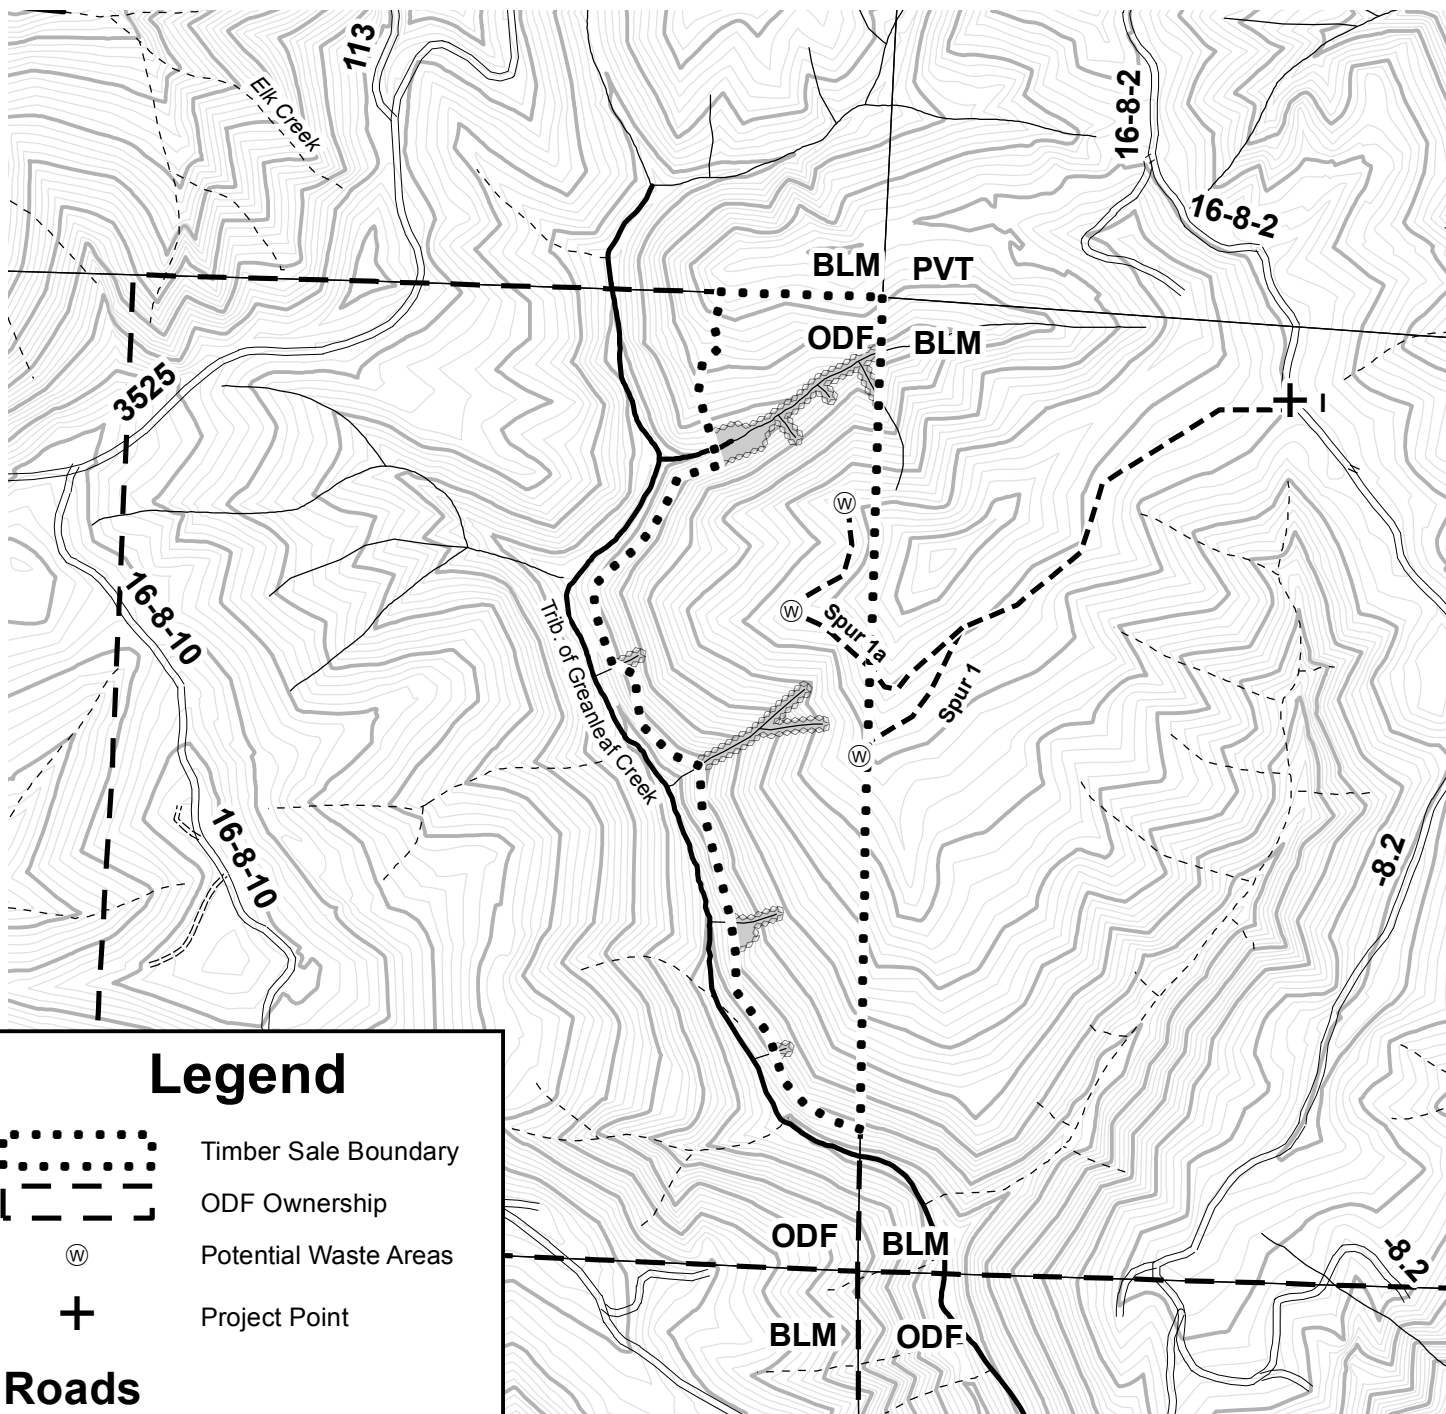 113
Elk Creek
16-8-2
16-8-2
BLM PVT
ODF BLM
3525
I
W
16-8-10
W
Spur 1a
Trib. of Greanleaf Creek
Spur 1
W
16-8-10
-8.2
Legend
Timber Sale Boundary
ODF Ownership
W Potential Waste Areas
Project Point
Roads
ODF BLM
-8.2
BLM ODF